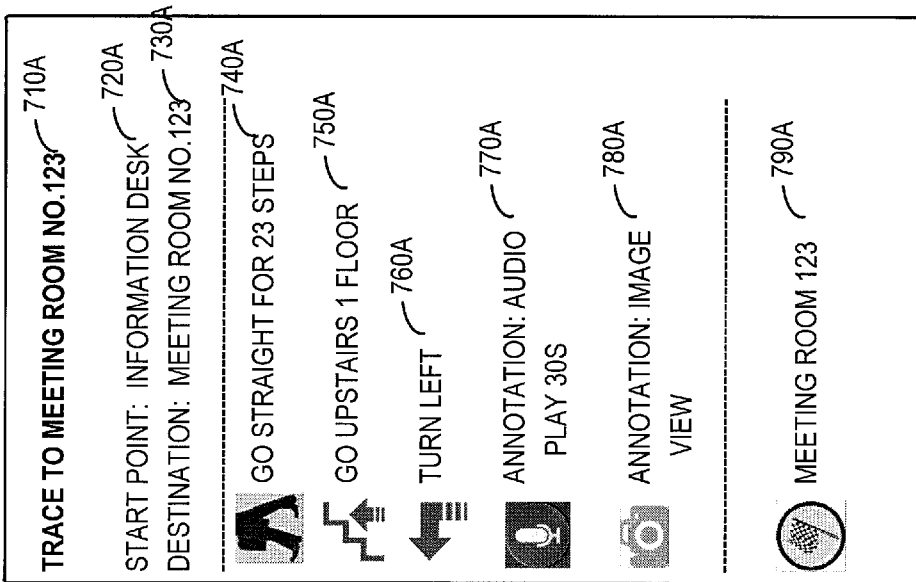 TRACE TO MEETING ROOM NO.123 710A
START POINT: INFORMATION DESK 720A
DESTINATION: MEETING ROOM NO.123 730A
GO STRAIGHT FOR 23 STEPS 740A
GO UPSTAIRS 1 FLOOR 750A
TURN LEFT 760A
ANNOTATION: AUDIO 770A
PLAY 30S
ANNOTATION: IMAGE 780A
VIEW
MEETING ROOM 123 790A